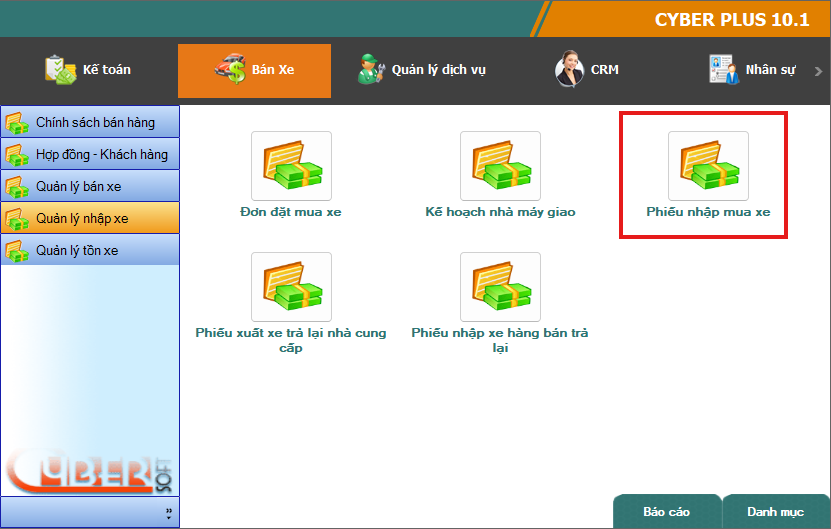 CYBER PLUS 10.1
Kế toán
Bán Xe
Quản lý dịch vụ
CRM
Nhân sự
Chính sách bán hàng
Hợp đồng - Khách hàng
Quản lý bán xe
Quản lý nhập xe
Quản lý tồn xe
Đơn đặt mua xe
Kế hoạch nhà máy giao
Phiếu nhập mua xe
Phiếu xuất xe trả lại nhà cung
cấp
Phiếu nhập xe hàng bán trả
lại
CYBER
SOFT
Báo cáo
Danh mục